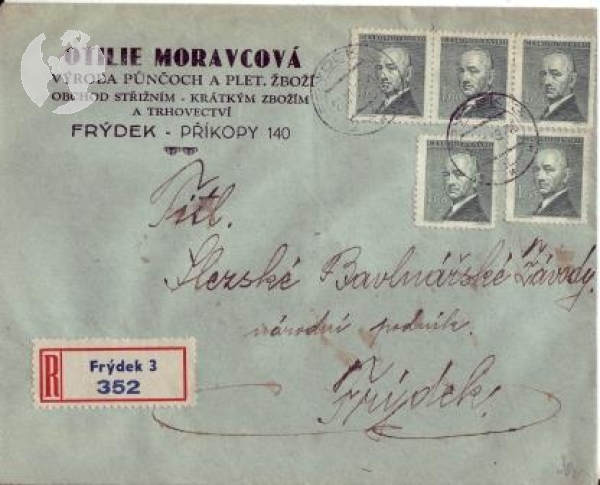 OTILIE MORAVCOVÁ
VÝROBA PUNČOCH A PLET. ZBOŽÍ
OBCHOD STŘIŽNÍM - KRÁTKÝM ZBOŽÍM
A TRHOVECTVÍ
FRÝDEK - PŘÍKOPY 140
Titl.
Slezské Bavlnářské Závody,
národní podnik.
Frýdek.
R
Frýdek 3
352